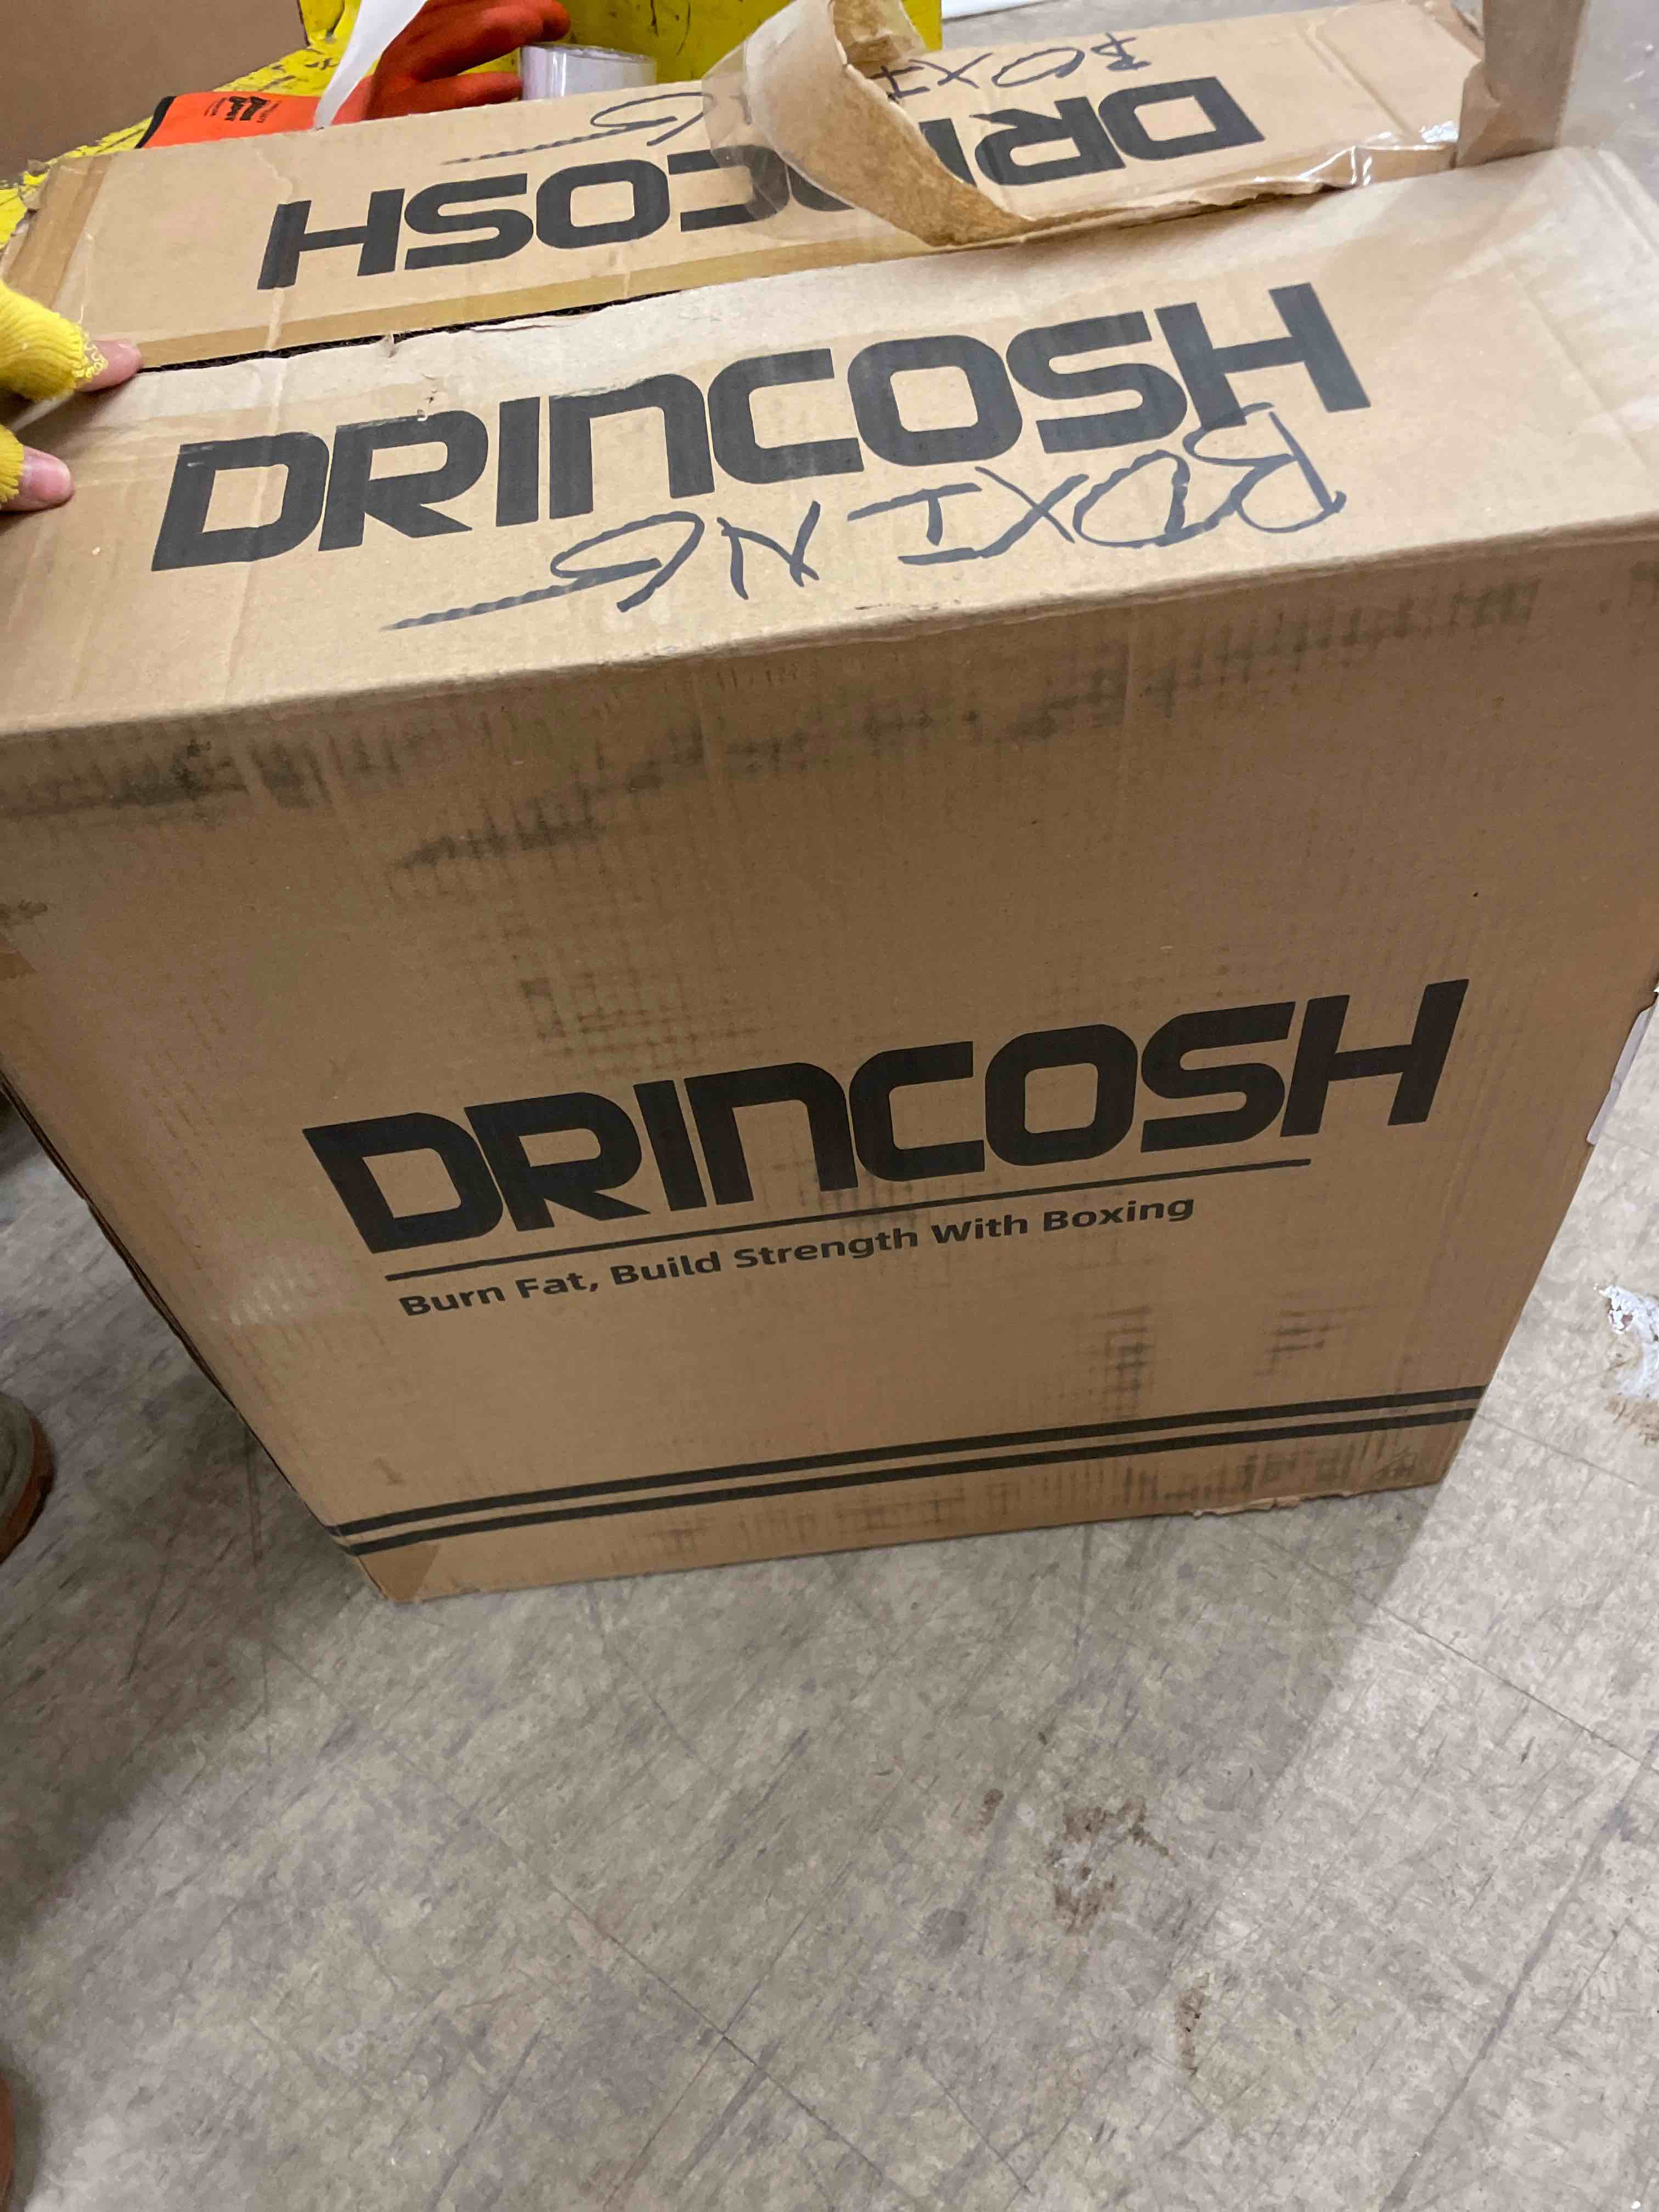 BOXING
DRINCOSH
DRINCOSH
BOXING
DRINCOSH
Burn Fat, Build Strength With Boxing